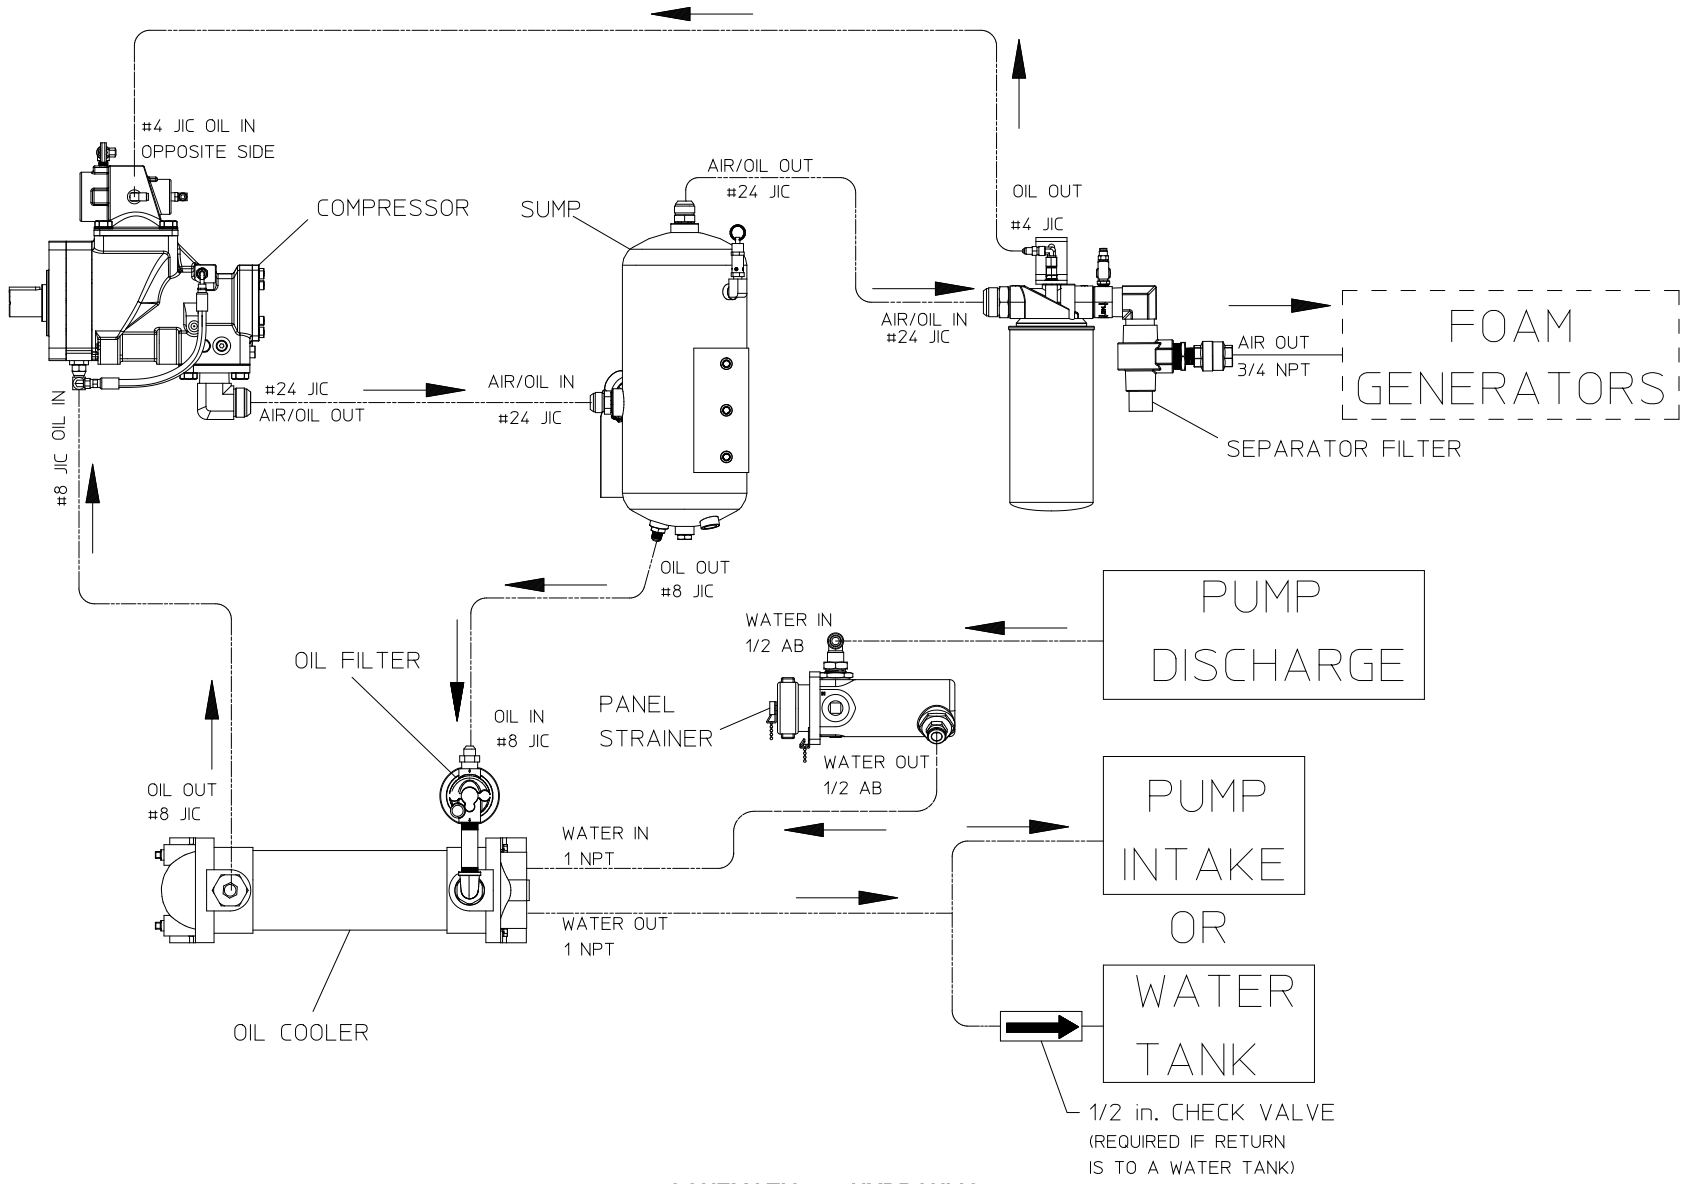 #4 JIC OIL IN
OPPOSITE SIDE
COMPRESSOR
SUMP
AIR/OIL OUT
#24 JIC
OIL OUT
#4 JIC
AIR/OIL IN
#24 JIC
AIR OUT
3/4 NPT
FOAM
GENERATORS
SEPARATOR FILTER
#24 JIC
AIR/OIL OUT
AIR/OIL IN
#24 JIC
#8 JIC OIL IN
OIL OUT
#8 JIC
WATER IN
1/2 AB
PUMP
DISCHARGE
OIL FILTER
OIL IN
#8 JIC
PANEL
STRAINER
WATER OUT
1/2 AB
OIL OUT
#8 JIC
WATER IN
1 NPT
PUMP
INTAKE
OR
WATER OUT
1 NPT
WATER
TANK
OIL COOLER
1/2 in. CHECK VALVE
(REQUIRED IF RETURN
IS TO A WATER TANK)